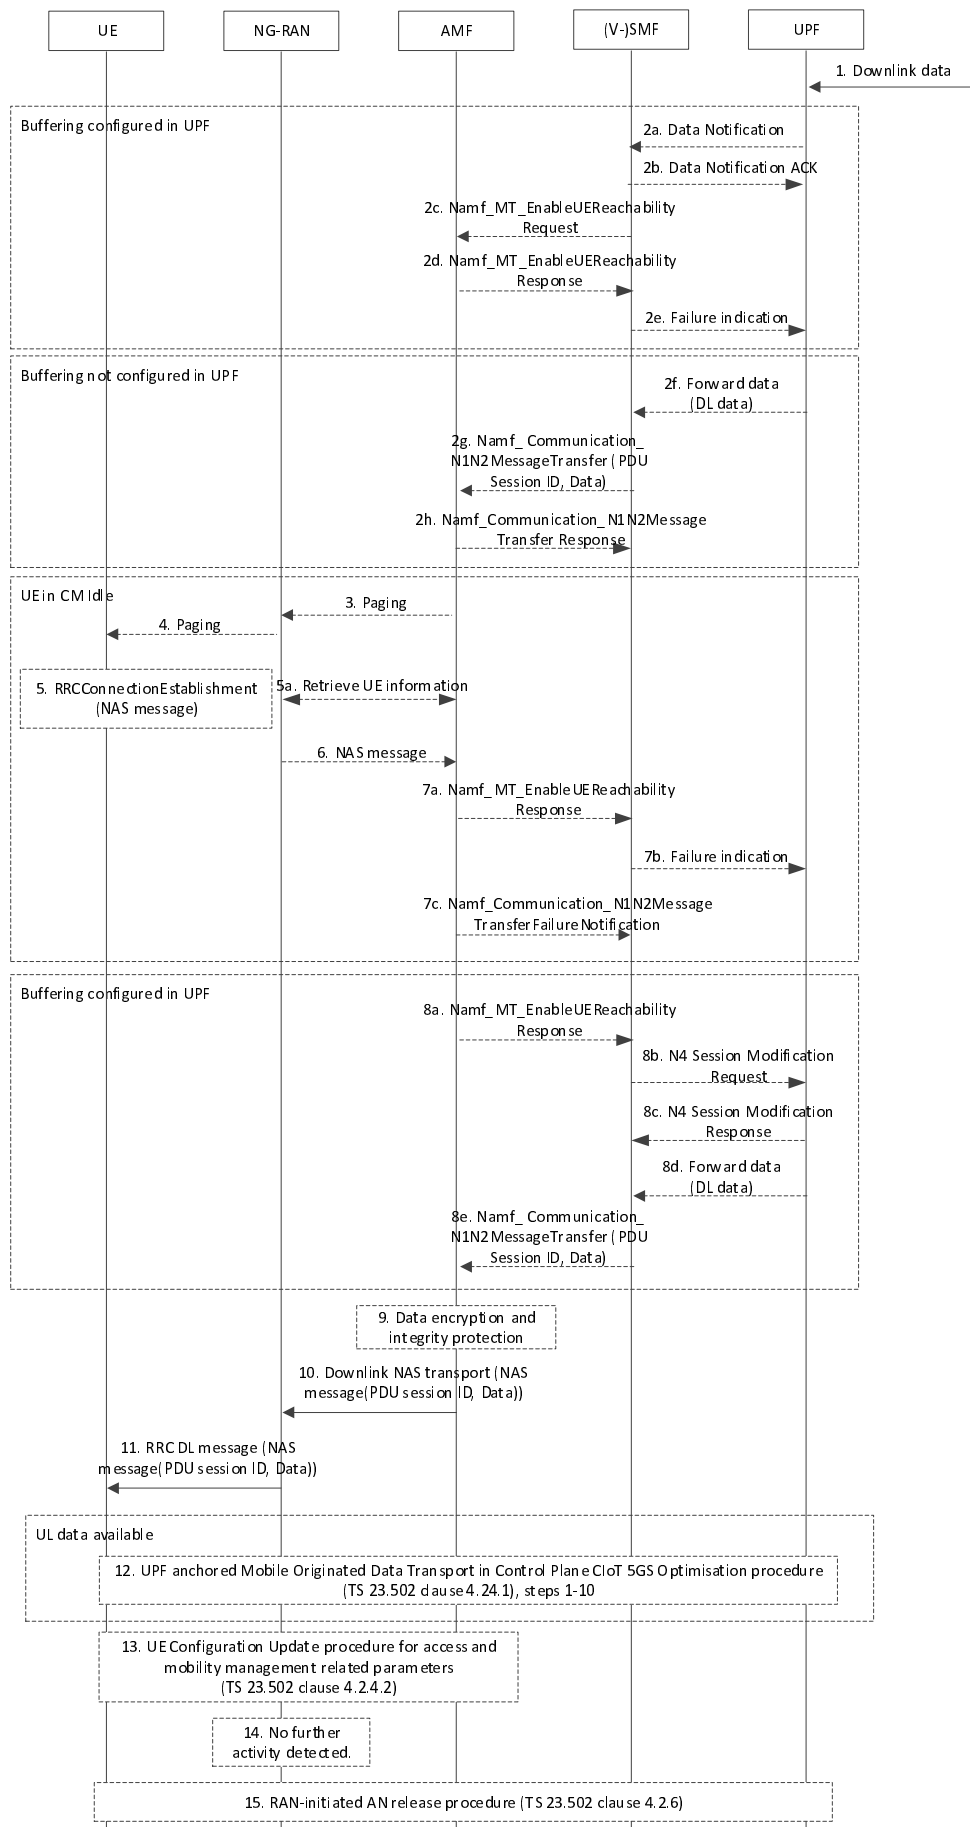 UE
NG-RAN
AMF
(V-)SMF
UPF
1. Downlink data
Buffering configured in UPF
2a. Data Notification
2b. Data Notification ACK
2c. Namf_MT_EnableUEReachability
Request
2d. Namf_MT_EnableUEReachability
Response
2e. Failure indication
Buffering not configured in UPF
2f. Forward data
(DL data)
2g. Namf_Communication_
N1N2MessageTransfer(PDU
Session ID, Data)
2h. Namf_Communication_N1N2Message
Transfer Response
UE in CM Idle
3. Paging
4. Paging
5. RRCConnectionEstablishment
(NAS message)
5a. Retrieve UE information
6. NAS message
7a. Namf_MT_EnableUEReachability
Response
7b. Failure indication
7c. Namf_Communication_N1N2Message
TransferFailureNotification
Buffering configured in UPF
8a. Namf_MT_EnableUEReachability
Response
8b. N4 Session Modification
Request
8c. N4 Session Modification
Response
8d. Forward data
(DL data)
8e. Namf_Communication_
N1N2MessageTransfer(PDU
Session ID, Data)
9. Data encryption and
integrity protection
10. Downlink NAS transport (NAS
message(PDU session ID, Data))
11. RRC DL message (NAS
message(PDU session ID, Data))
UL data available
12. UPF anchored Mobile Originated Data Transport in Control Plane CIoT 5GS Optimisation procedure
(TS 23.502 clause 4.24.1), steps 1-10
13. UE Configuration Update procedure for access and
mobility management related parameters
(TS 23.502 clause 4.2.4.2)
14. No further
activity detected.
15. RAN-initiated AN release procedure (TS 23.502 clause 4.2.6)